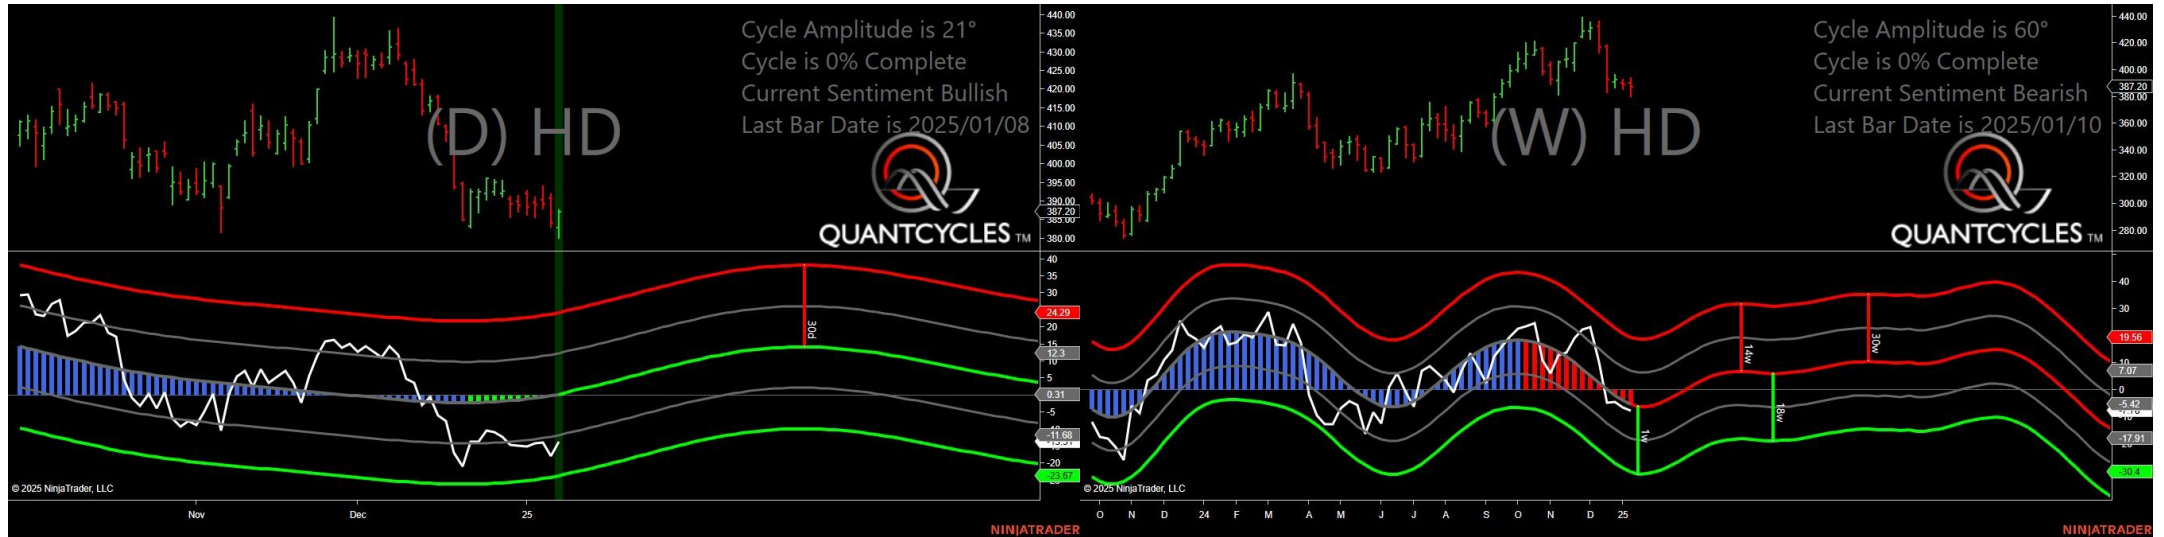 Cycle Amplitude is 21°
Cycle is 0% Complete
Current Sentiment Bullish
Last Bar Date is 2025/01/08
(D) HD
QUANTCYCLES TM
440.00
435.00
430.00
425.00
420.00
415.00
410.00
405.00
400.00
395.00
390.00
387.20
385.00
380.00
40
35
30
24.29
20
15
12.3
10
5
0.31
-5
-11.68
-20
-23.67
30d
© 2025 NinjaTrader, LLC
Nov
Dec
25
NINJATRADER
Cycle Amplitude is 60°
Cycle is 0% Complete
Current Sentiment Bearish
Last Bar Date is 2025/01/10
(W) HD
QUANTCYCLES TM
440.00
420.00
400.00
387.20
380.00
360.00
340.00
320.00
300.00
280.00
40
30
19.56
10
7.07
0
-5.42
-17.91
-30.4
1w
14w
18w
30w
© 2025 NinjaTrader, LLC
O N D 24 F M A M J J A S O N D 25
NINJATRADER